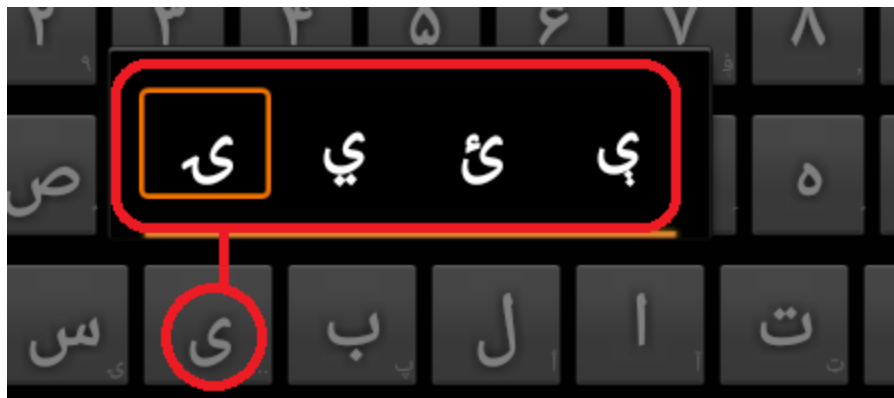 ۲ ۳ ۴ ۵ ۶ ۷ ۸
ې ئ ي ۍ
ه ص
ت ا ل ب ی س
ټ آ أ پ ... ۍ